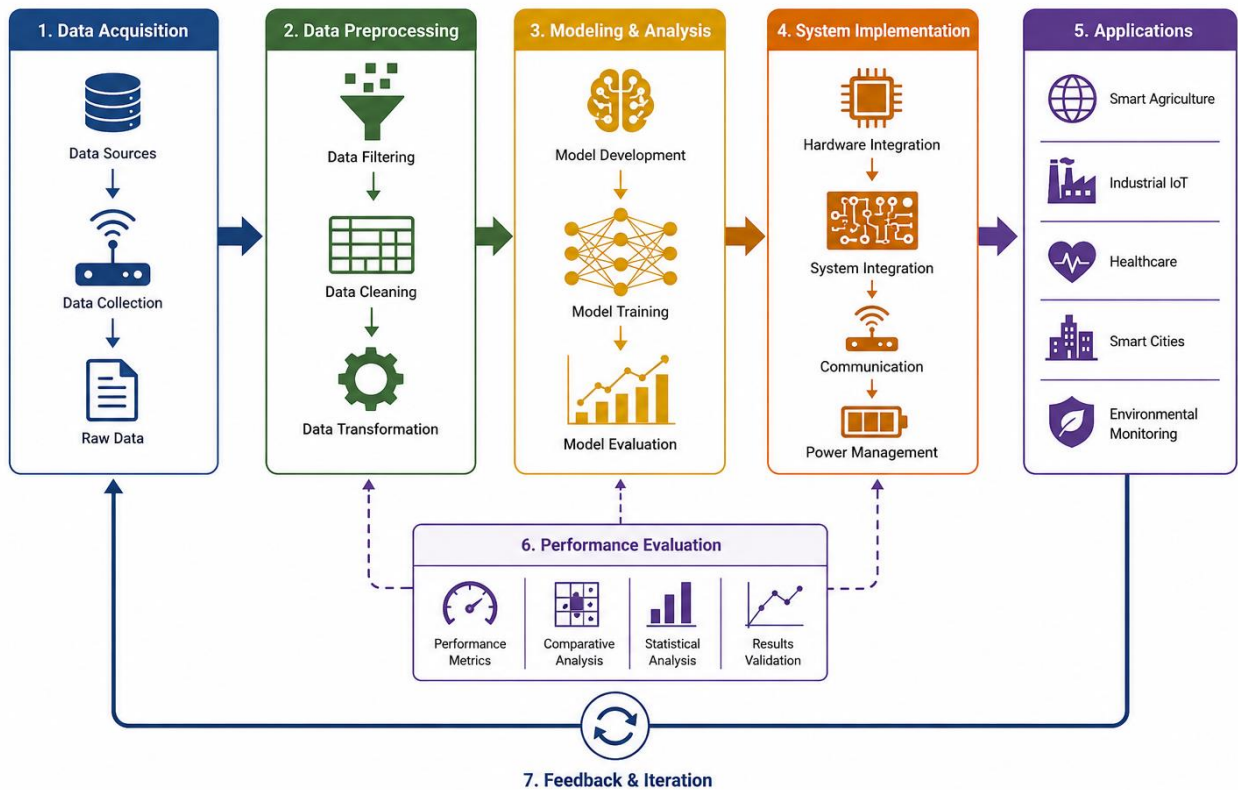 1. Data Acquisition
Data Sources
Data Collection
Raw Data
2. Data Preprocessing
Data Filtering
Data Cleaning
Data Transformation
3. Modeling & Analysis
Model Development
Model Training
Model Evaluation
4. System Implementation
Hardware Integration
System Integration
Communication
Power Management
5. Applications
Smart Agriculture
Industrial IoT
Healthcare
Smart Cities
Environmental
Monitoring
6. Performance Evaluation
Performance
Metrics
Comparative
Analysis
Statistical
Analysis
Results
Validation
7. Feedback & Iteration